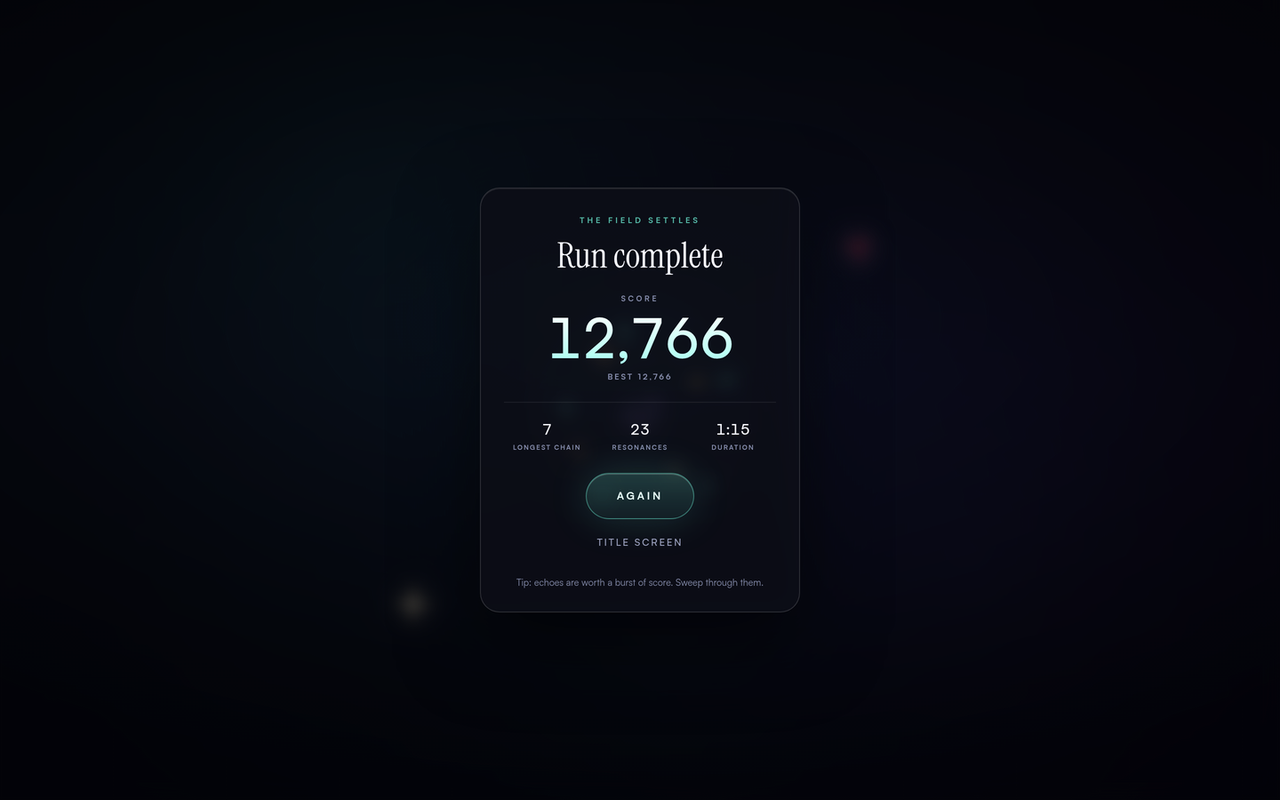 THE FIELD SETTLES
Run complete
SCORE
12,766
BEST 12,766
7 23 1:15
LONGEST CHAIN RESONANCES DURATION
AGAIN
TITLE SCREEN
Tip: echoes are worth a burst of score. Sweep through them.